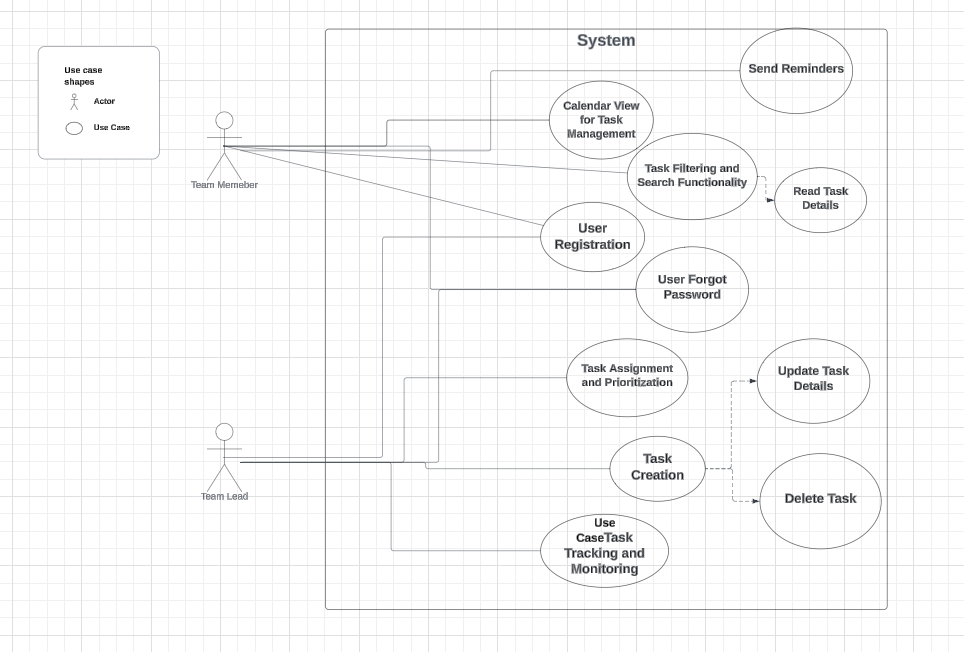 System
Use case
shapes
Actor
Use Case
Send Reminders
Calendar View
for Task
Management
Team Memeber
Task Filtering and
Search Functionality
Read Task
Details
User
Registration
User Forgot
Password
Task Assignment
and Prioritization
Update Task
Details
Team Lead
Task
Creation
Delete Task
Use
CaseTask
Tracking and
Monitoring